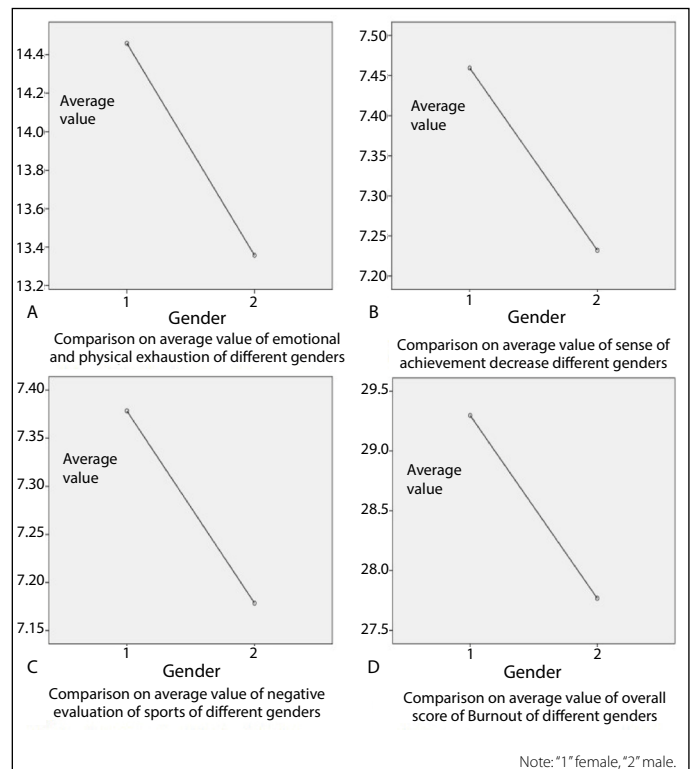 14.4
14.2
14.0
13.8
13.6
13.4
13.2
Average
value
1 2
A
Gender
Comparison on average value of emotional
and physical exhaustion of different genders
7.50
7.45
7.40
7.35
7.30
7.25
7.20
Average
value
1 2
B
Gender
Comparison on average value of sense of
achievement decrease different genders
7.40
7.35
7.30
7.25
7.20
7.15
Average
value
1 2
C
Gender
Comparison on average value of negative
evaluation of sports of different genders
29.5
29.0
28.5
28.0
27.5
Average
value
1 2
D
Gender
Comparison on average value of overall
score of Burnout of different genders
Note: "1" female, "2" male.